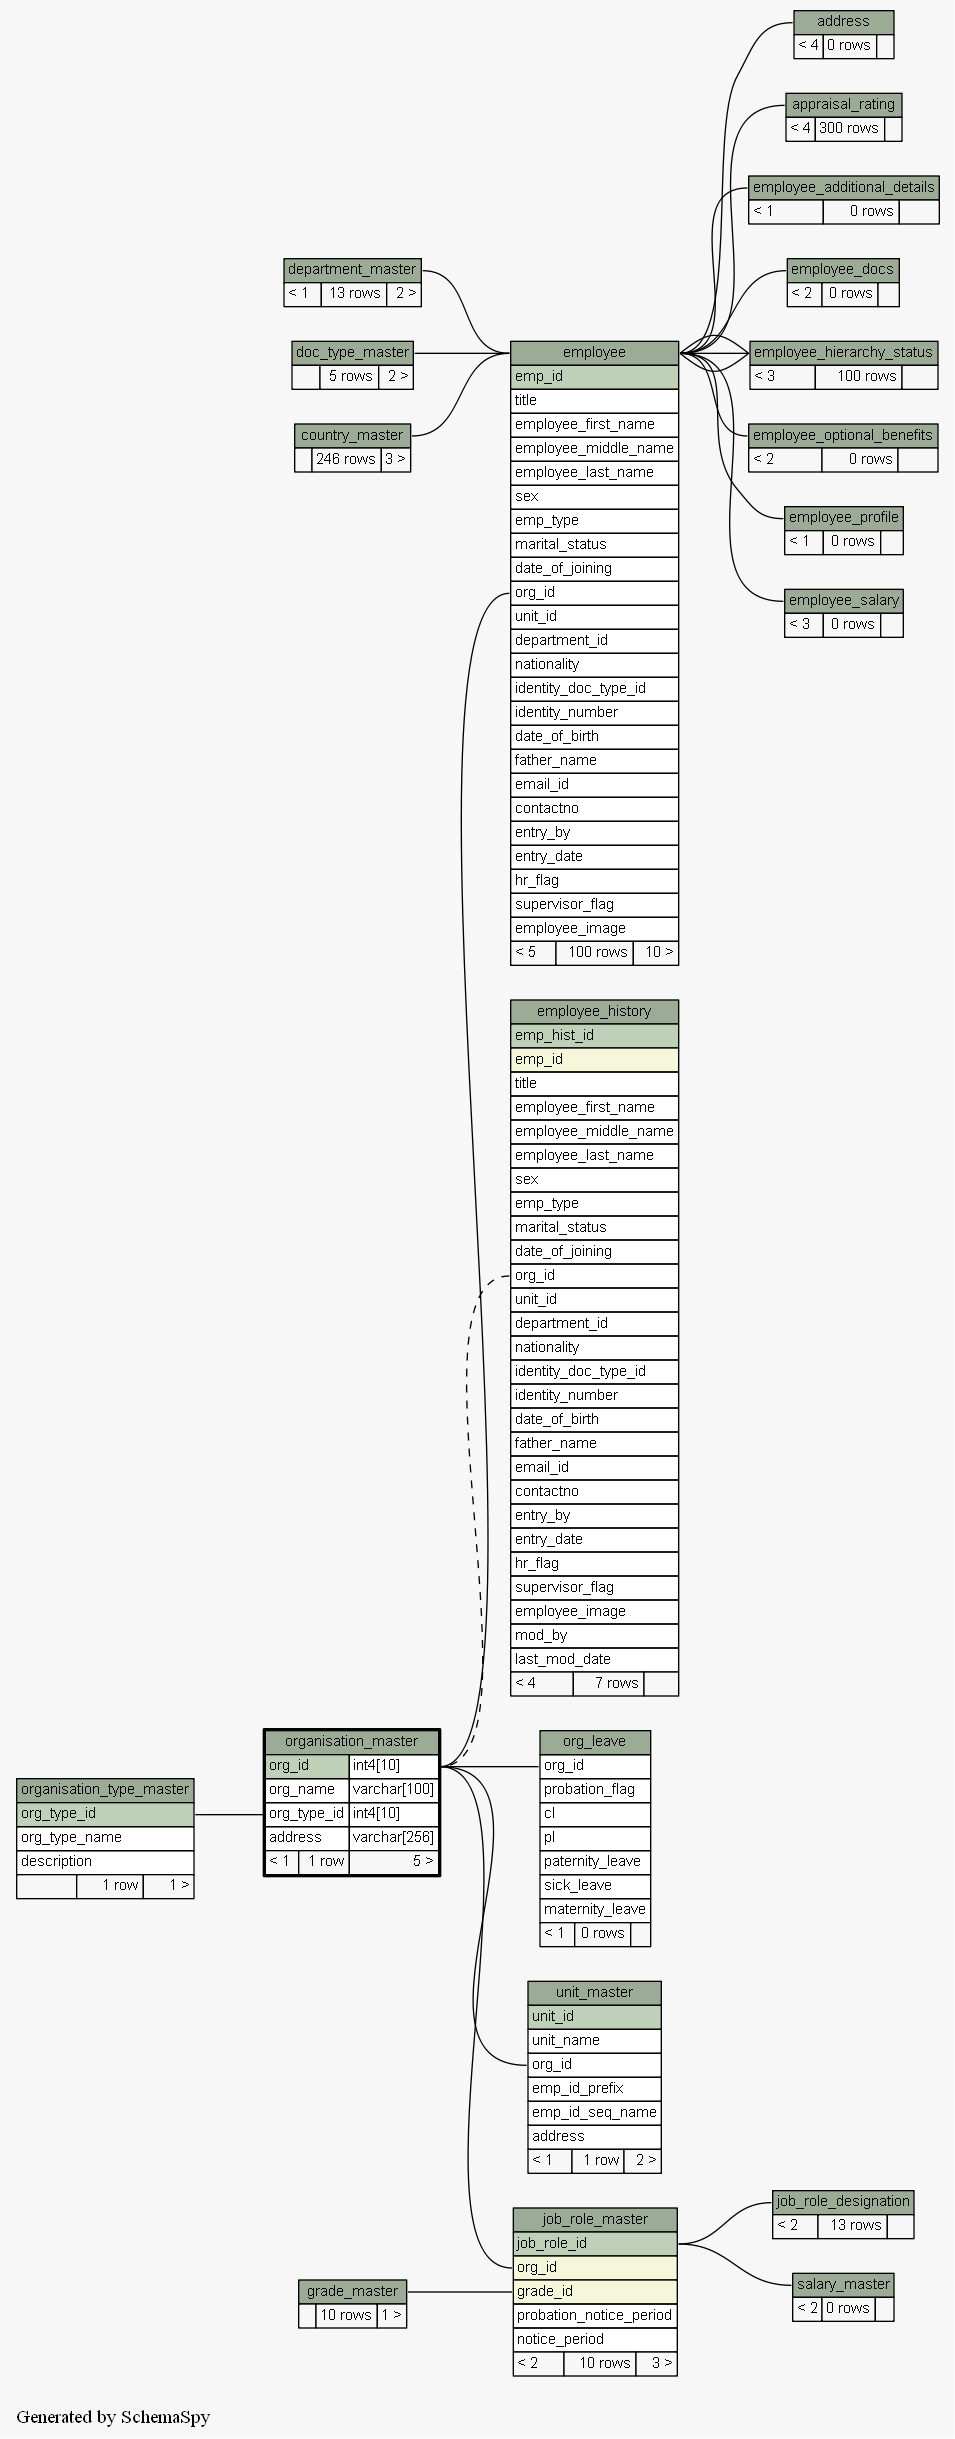 address
< 4 0 rows
appraisal_rating
< 4 300 rows
employee_additional_details
< 1 0 rows
department_master
< 1 13 rows 2 >
employee_docs
< 2 0 rows
doc_type_master
5 rows 2 >
employee_hierarchy_status
< 3 100 rows
country_master
246 rows 3 >
employee_optional_benefits
< 2 0 rows
employee_profile
< 1 0 rows
employee_salary
< 3 0 rows
employee
emp_id
title
employee_first_name
employee_middle_name
employee_last_name
sex
emp_type
marital_status
date_of_joining
org_id
unit_id
department_id
nationality
identity_doc_type_id
identity_number
date_of_birth
father_name
email_id
contactno
entry_by
entry_date
hr_flag
supervisor_flag
employee_image
< 5 100 rows 10 >
employee_history
emp_hist_id
emp_id
title
employee_first_name
employee_middle_name
employee_last_name
sex
emp_type
marital_status
date_of_joining
org_id
unit_id
department_id
nationality
identity_doc_type_id
identity_number
date_of_birth
father_name
email_id
contactno
entry_by
entry_date
hr_flag
supervisor_flag
employee_image
mod_by
last_mod_date
< 4 7 rows
organisation_type_master
org_type_id
org_type_name
description
1 row 1 >
organisation_master
org_id int4[10]
org_name varchar[100]
org_type_id int4[10]
address varchar[256]
< 1 1 row 5 >
org_leave
org_id
probation_flag
cl
pl
paternity_leave
sick_leave
maternity_leave
< 1 0 rows
unit_master
unit_id
unit_name
org_id
emp_id_prefix
emp_id_seq_name
address
< 1 1 row 2 >
job_role_master
job_role_id
org_id
grade_id
probation_notice_period
notice_period
< 2 10 rows 3 >
grade_master
10 rows 1 >
job_role_designation
< 2 13 rows
salary_master
< 2 0 rows
Generated by SchemaSpy